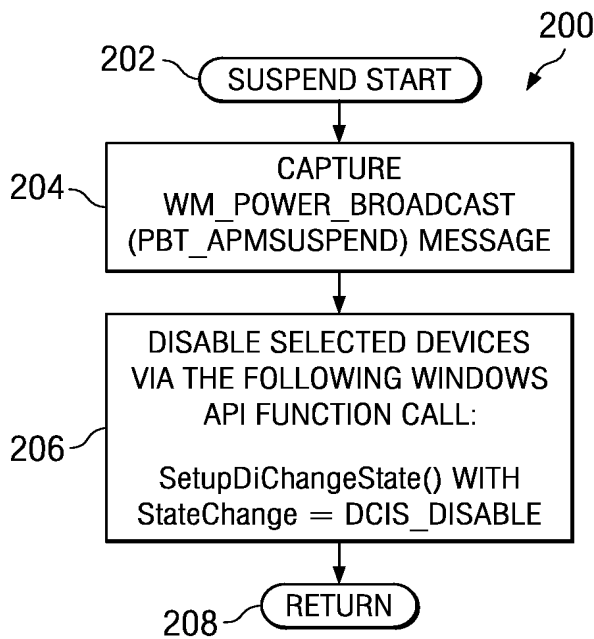 200
202
SUSPEND START
204
CAPTURE
WM_POWER_BROADCAST
(PBT_APMSUSPEND) MESSAGE
206
DISABLE SELECTED DEVICES
VIA THE FOLLOWING WINDOWS
API FUNCTION CALL:
SetupDiChangeState() WITH
StateChange = DCIS_DISABLE
208
RETURN